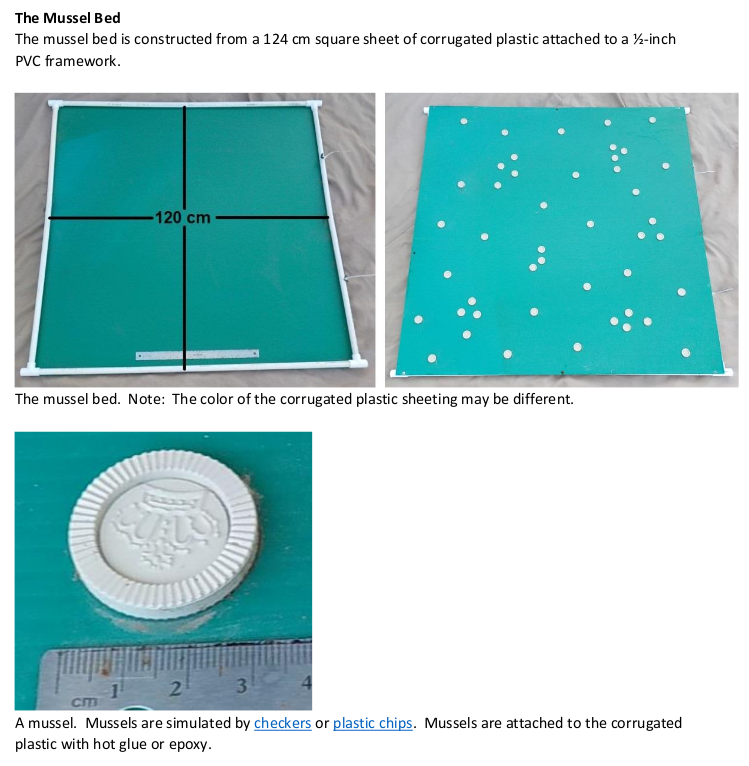 The Mussel Bed
The mussel bed is constructed from a 124 cm square sheet of corrugated plastic attached to a ½-inch
PVC framework.
120 cm
The mussel bed.  Note:  The color of the corrugated plastic sheeting may be different.
cm 1 2 3 4
A mussel.  Mussels are simulated by checkers or plastic chips.  Mussels are attached to the corrugated
plastic with hot glue or epoxy.